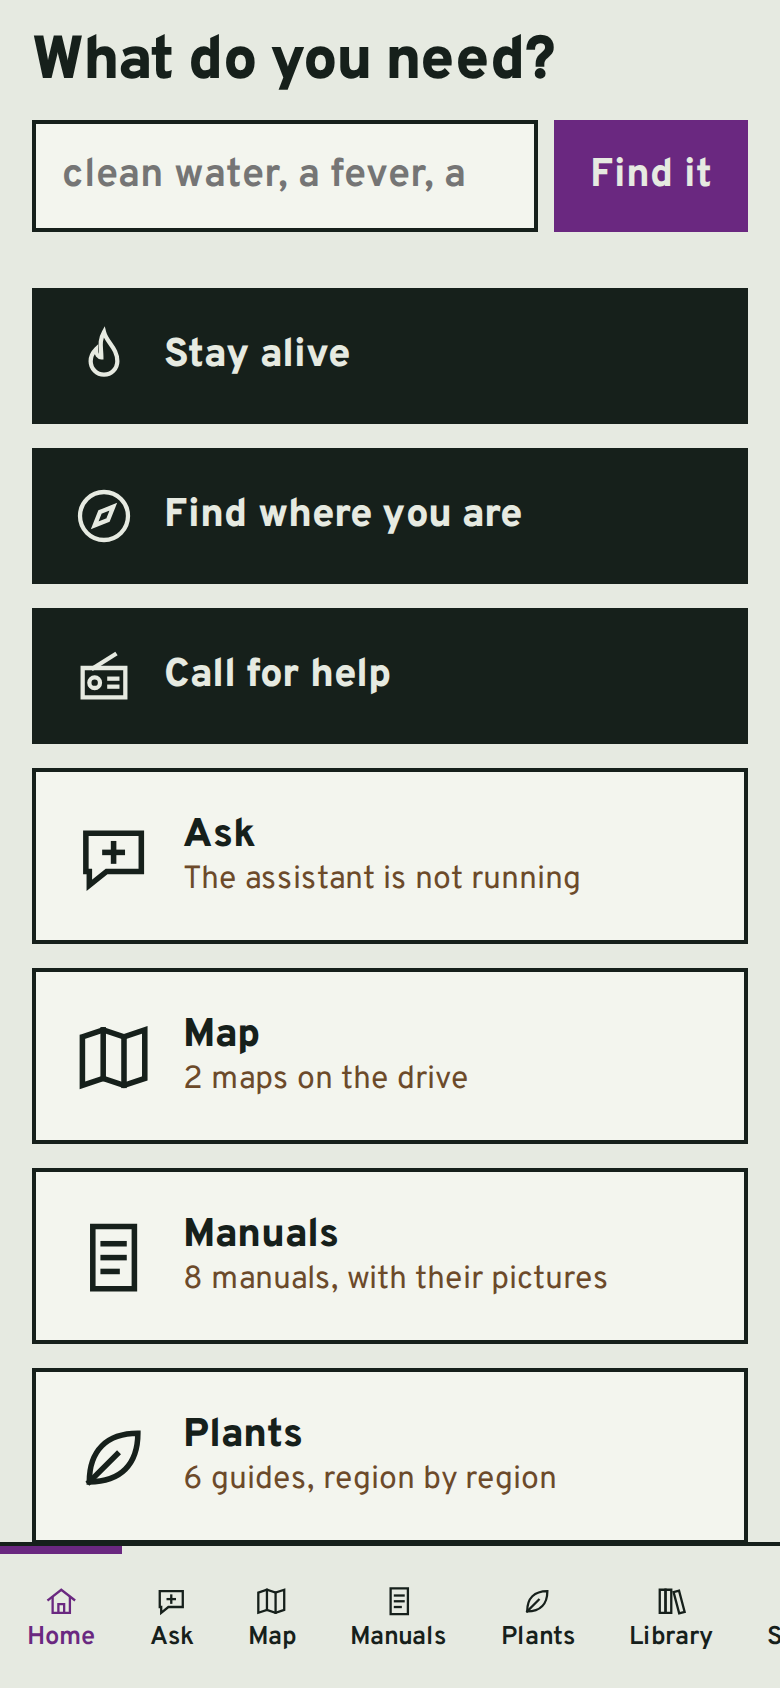 What do you need?
clean water, a fever, a
Find it
Stay alive
Find where you are
Call for help
Ask
The assistant is not running
Map
2 maps on the drive
Manuals
8 manuals, with their pictures
Plants
6 guides, region by region
Home
Ask
Map
Manuals
Plants
Library